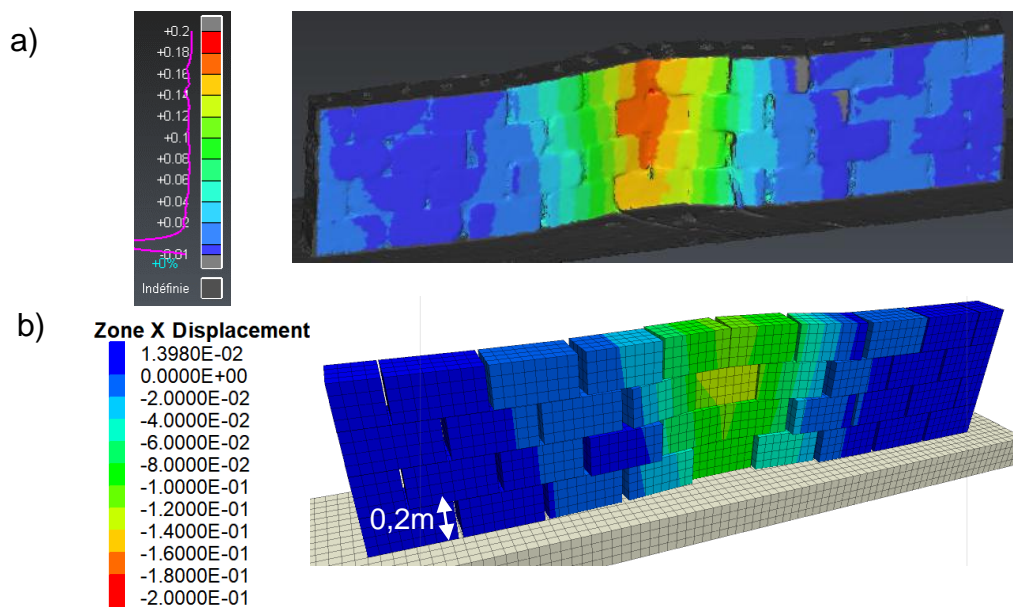 a)
+0.2
+0.18
+0.16
+0.14
+0.12
+0.1
+0.08
+0.06
+0.04
+0.02
-0.01
+0%
Indéfinie
b)
Zone X Displacement
1.3980E-02
0.0000E+00
-2.0000E-02
-4.0000E-02
-6.0000E-02
-8.0000E-02
-1.0000E-01
-1.2000E-01
-1.4000E-01
-1.6000E-01
-1.8000E-01
-2.0000E-01
0,2m